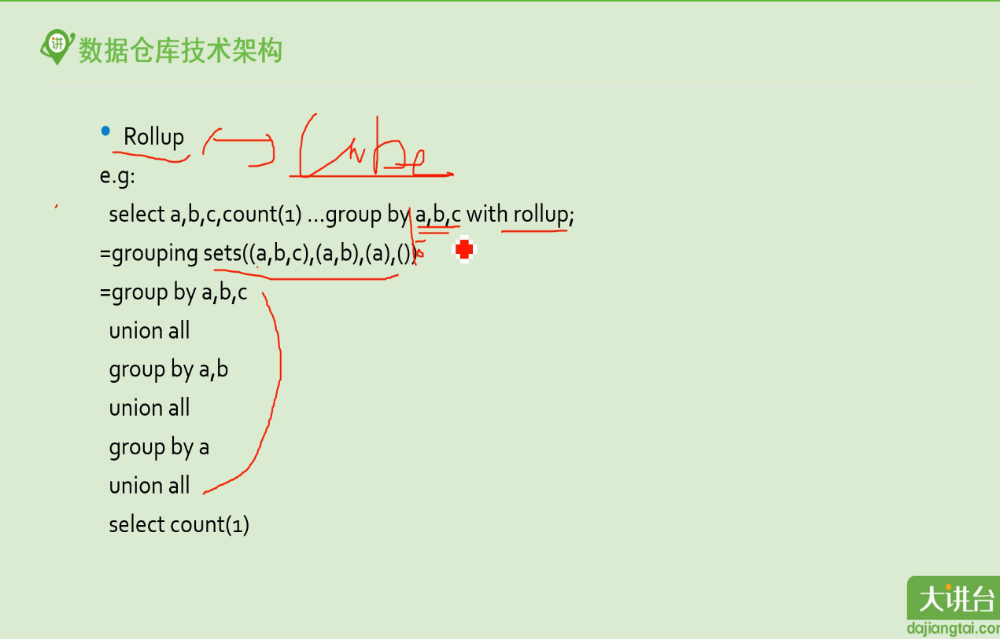 讲
数据仓库技术架构
• Rollup Cube
e.g:
select a,b,c,count(1) ...group by a,b,c with rollup;
=grouping sets((a,b,c),(a,b),(a),())
=group by a,b,c
union all
group by a,b
union all
group by a
union all
select count(1)
大讲台
dajiangtai.com